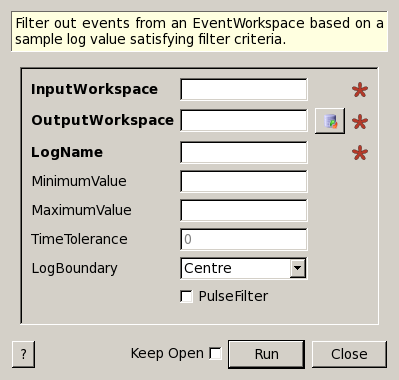 Filter out events from an EventWorkspace based on a
sample log value satisfying filter criteria.
InputWorkspace
OutputWorkspace
LogName
MinimumValue
MaximumValue
TimeTolerance 0
LogBoundary Centre
PulseFilter
? Keep Open Run Close